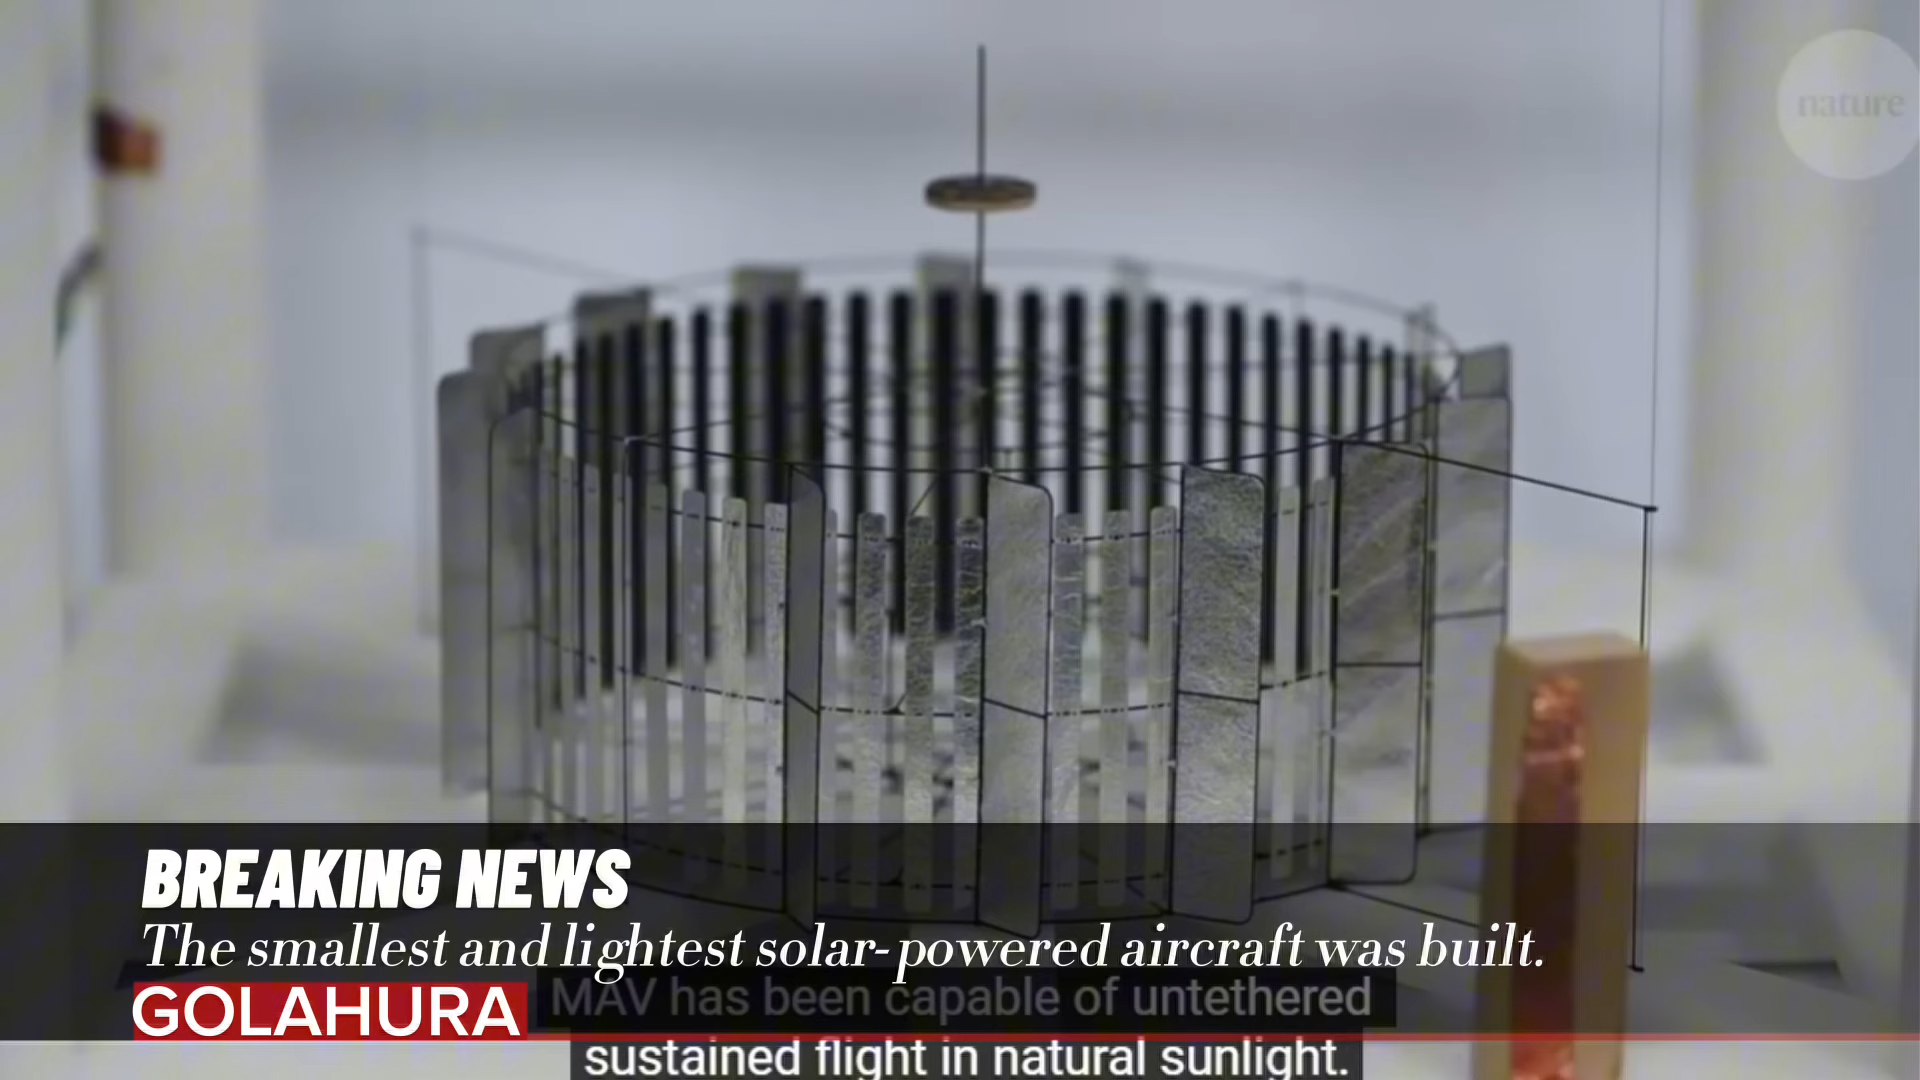 nature
BREAKING NEWS
The smallest and lightest solar-powered aircraft was built.
GOLAHURA
MAV has been capable of untethered
sustained flight in natural sunlight.